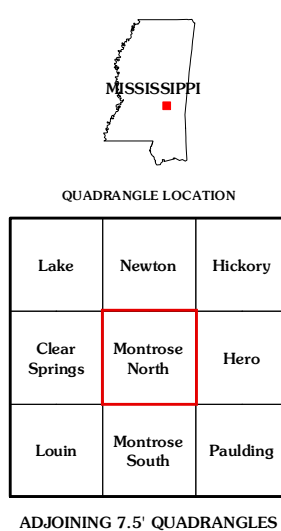 MISSISSIPPI
QUADRANGLE LOCATION
Lake Newton Hickory
Clear
Springs
Montrose
North
Hero
Louin
Montrose
South
Paulding
ADJOINING 7.5' QUADRANGLES